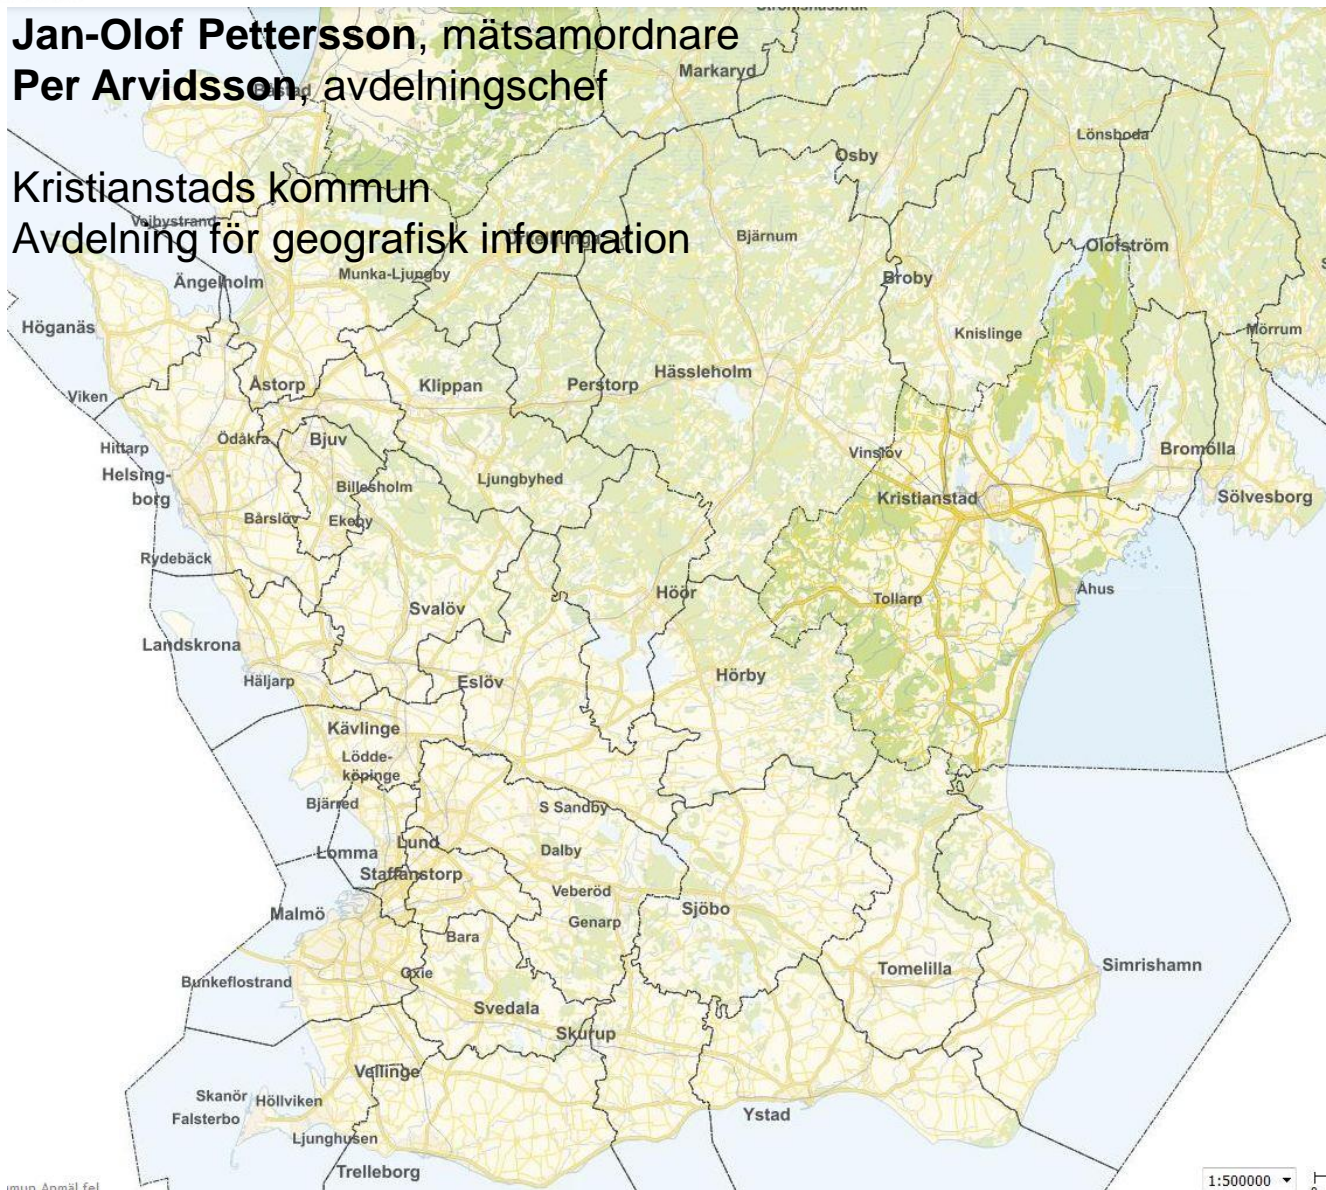 Jan-Olof Pettersson, mätsamordnare
Per Arvidsson, avdelningschef
Kristianstads kommun
Avdelning för geografisk information
Markaryd
Båstad
Lönsboda
Osby
Vejbystrand
Bjärnum
Olofström
Ängelholm
Munka-Ljungby
Broby
Höganäs
Knislinge
Mörrum
Åstorp
Klippan
Perstorp
Hässleholm
Viken
Ödåkra
Bjuv
Hittarp
Vinslöv
Bromölla
Helsing-
borg
Billesholm
Ljungbyhed
Kristianstad
Sölvesborg
Bårslöv
Ekeby
Rydebäck
Höör
Åhus
Svalöv
Tollarp
Landskrona
Häljarp
Eslöv
Hörby
Kävlinge
Lödde-
köpinge
Bjärred
S Sandby
Lomma
Lund
Dalby
Staffanstorp
Veberöd
Malmö
Genarp
Sjöbo
Bara
Oxie
Tomelilla
Simrishamn
Bunkeflostrand
Svedala
Skurup
Vellinge
Skanör
Höllviken
Falsterbo
Ystad
Ljunghusen
Trelleborg
Anmäl fel
1:500000